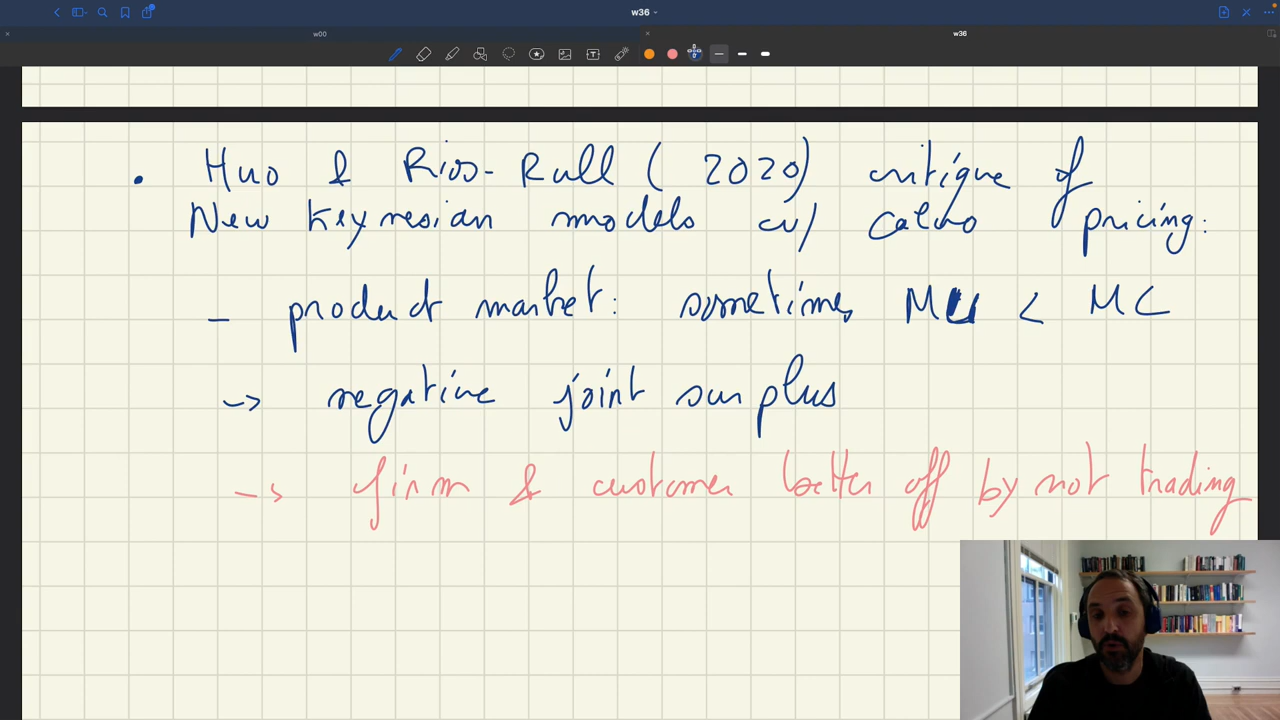 w36
w00
w36
• Huo & Rios-Rull (2020) critique of
New Keynesian models w/ Calvo pricing:
- product market: sometimes MU < MC
-> negative joint surplus
-> firm & customer better off by not trading